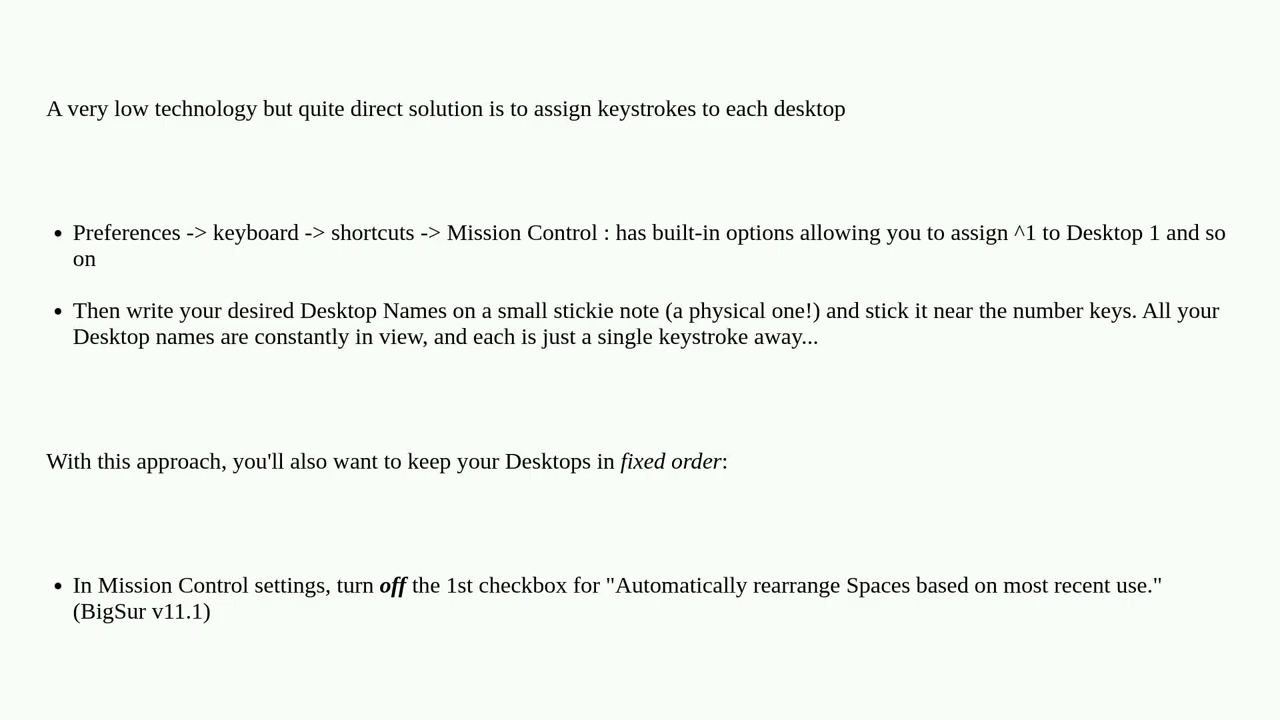 A very low technology but quite direct solution is to assign keystrokes to each desktop
• Preferences -> keyboard -> shortcuts -> Mission Control : has built-in options allowing you to assign ^1 to Desktop 1 and so
on
• Then write your desired Desktop Names on a small stickie note (a physical one!) and stick it near the number keys. All your
Desktop names are constantly in view, and each is just a single keystroke away...
With this approach, you'll also want to keep your Desktops in fixed order:
• In Mission Control settings, turn off the 1st checkbox for "Automatically rearrange Spaces based on most recent use."
(BigSur v11.1)